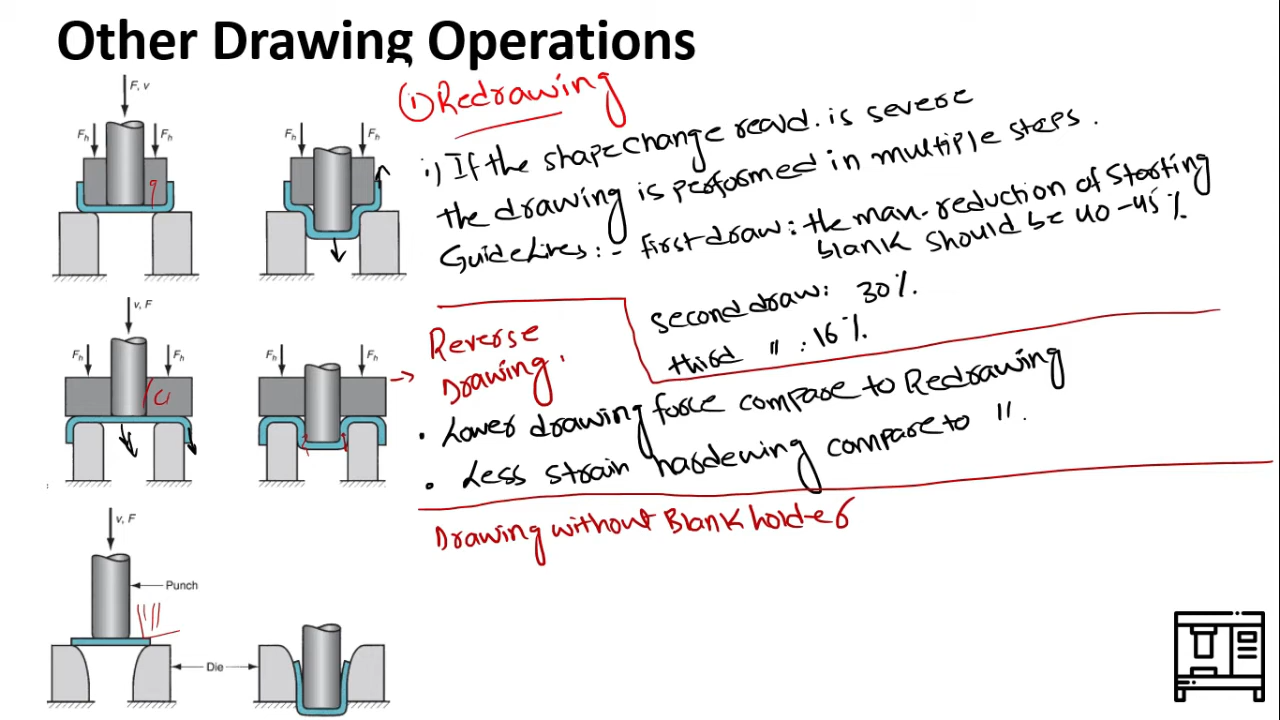 Other Drawing Operations
F, v
Fh
Fh
Fh
Fh
① Redrawing
i) If the shape change reqd. is severe
the drawing is performed in multiple steps.
Guidelines :- first draw : the max. reduction of starting
blank should be 40-45 %.
second draw : 30%.
third " : 16%.
v, F
Fh
Fh
Fh
Fh
Reverse
Drawing.
• Lower drawing force compare to Redrawing
• Less strain hardening compare to ".
Drawing without Blank holder
v, F
Punch
Die